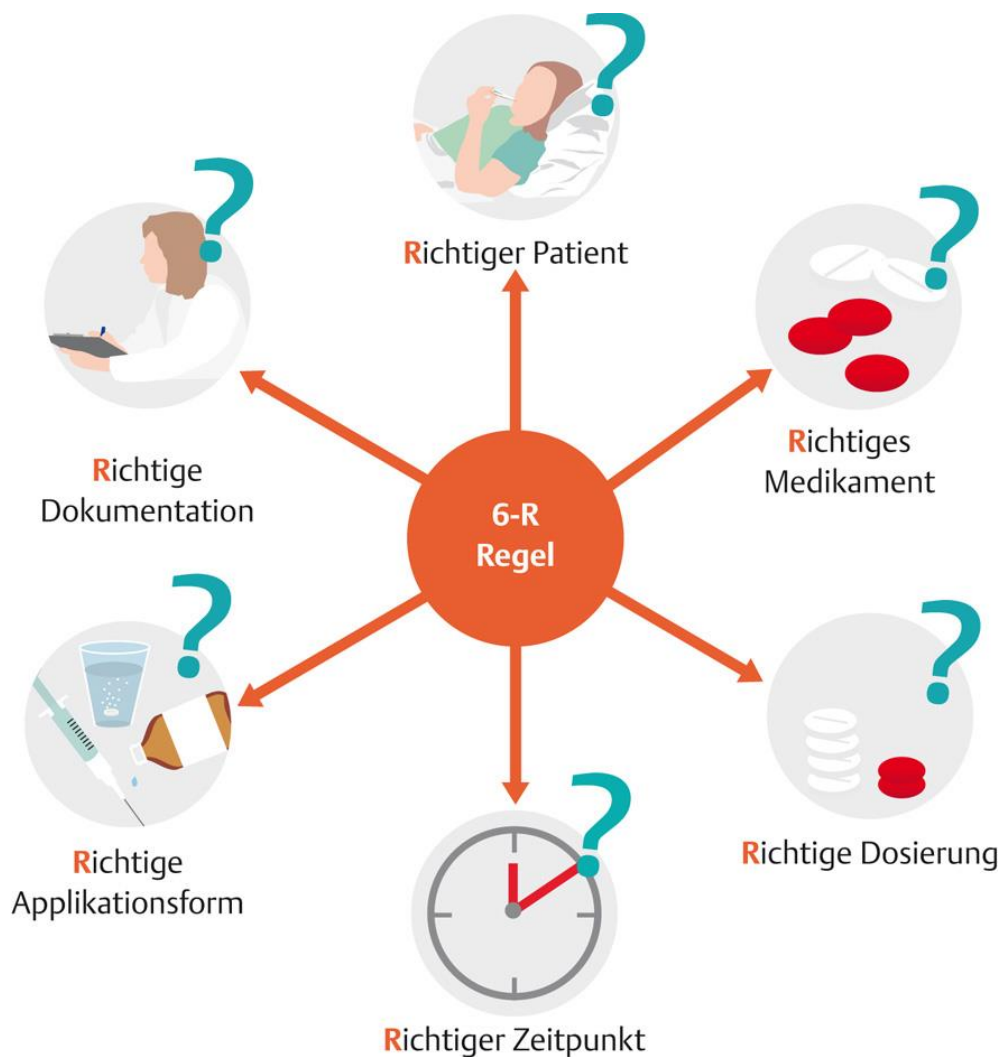 Richtiger Patient
Richtiges
Medikament
Richtige Dosierung
Richtiger Zeitpunkt
Richtige
Applikationsform
Richtige
Dokumentation
6-R
Regel
?
?
?
?
?
?